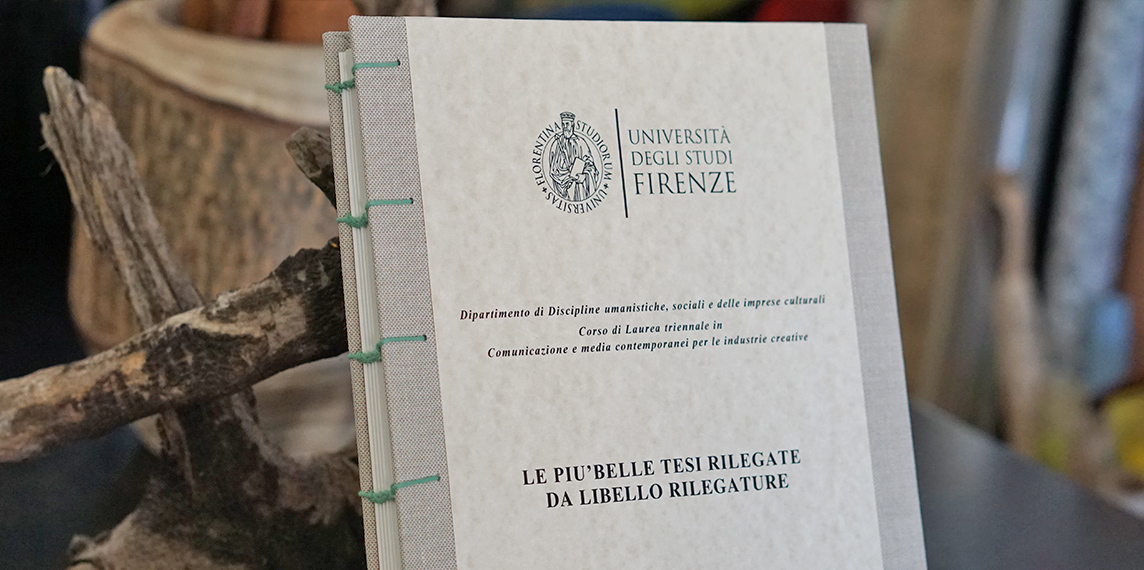 FLORENTINA STUDIORUM UNIVERSITAS
UNIVERSITÀ
DEGLI STUDI
FIRENZE
Dipartimento di Discipline umanistiche, sociali e delle imprese culturali
Corso di Laurea triennale in
Comunicazione e media contemporanei per le industrie creative
LE PIU'BELLE TESI RILEGATE
DA LIBELLO RILEGATURE